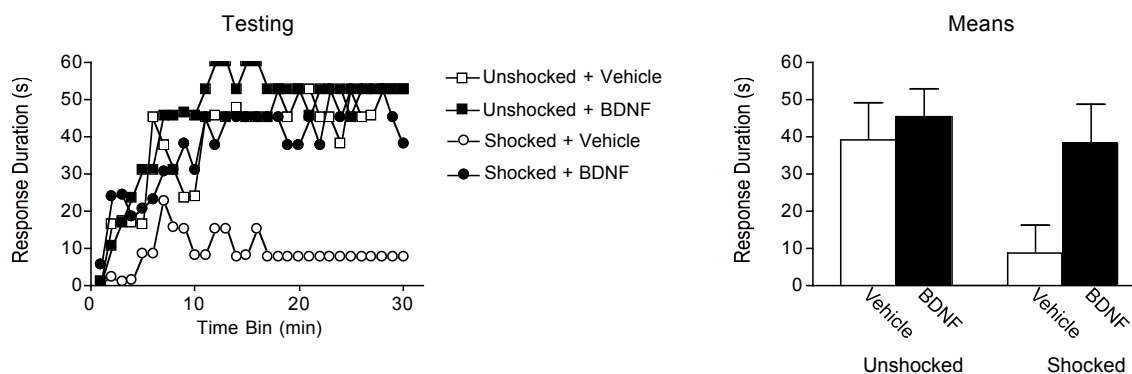 Testing
Response Duration (s)
60
50
40
30
20
10
0
0
10
20
30
Time Bin (min)
Unshocked + Vehicle
Unshocked + BDNF
Shocked + Vehicle
Shocked + BDNF
Means
Response Duration (s)
60
50
40
30
20
10
0
Vehicle
BDNF
Vehicle
BDNF
Unshocked
Shocked